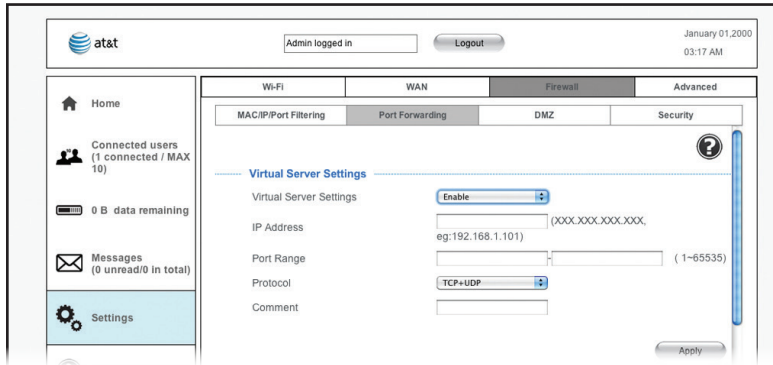 at&t
Admin logged in
Logout
January 01,2000
03:17 AM
Home
Connected users
(1 connected / MAX
10)
0 B data remaining
Messages
(0 unread/0 in total)
Settings
Wi-Fi
WAN
Firewall
Advanced
MAC/IP/Port Filtering
Port Forwarding
DMZ
Security
?
Virtual Server Settings
Virtual Server Settings
Enable
IP Address
(XXX.XXX.XXX.XXX,
eg:192.168.1.101)
Port Range
-
( 1~65535)
Protocol
TCP+UDP
Comment
Apply